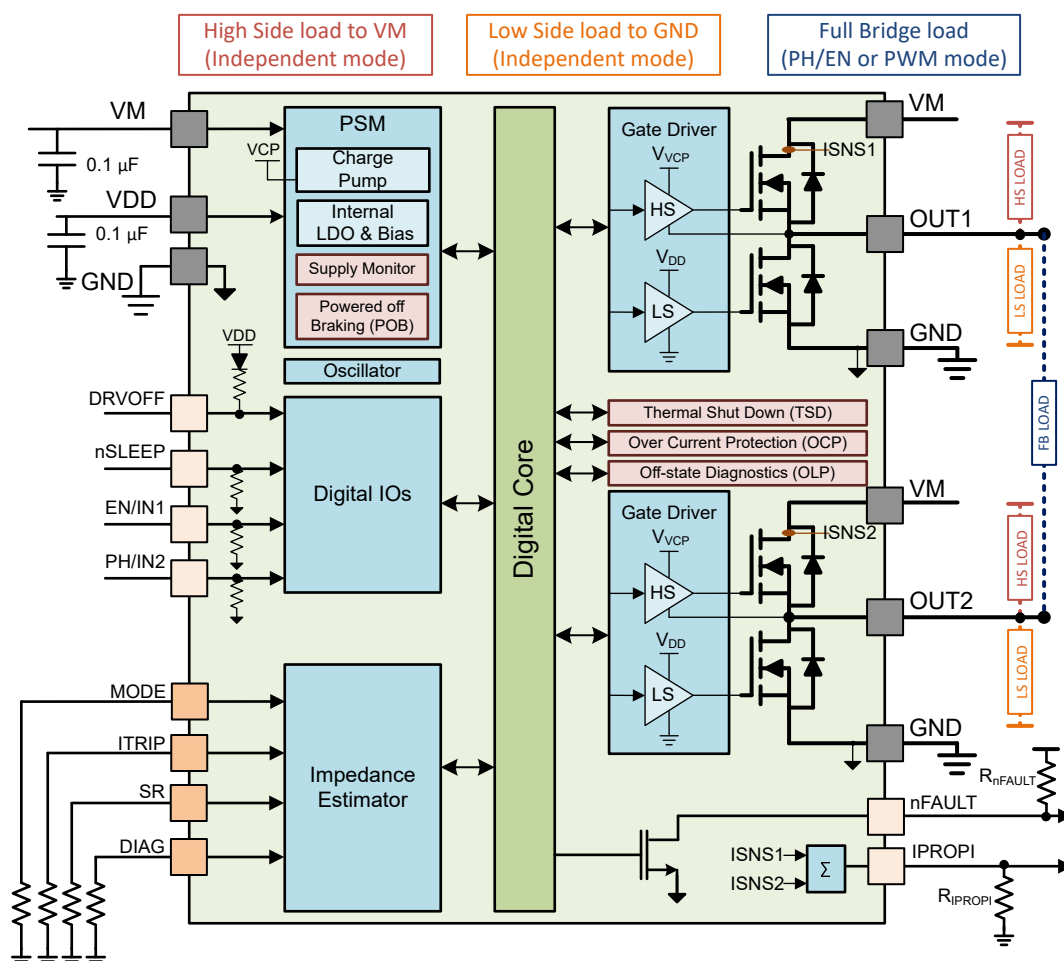 High Side load to VM
(Independent mode)
Low Side load to GND
(Independent mode)
Full Bridge load
(PH/EN or PWM mode)
VM
0.1 µF
VDD
0.1 µF
GND
PSM
VCP
Charge
Pump
Internal
LDO & Bias
Supply Monitor
Powered off
Braking (POB)
Oscillator
VDD
DRVOFF
nSLEEP
EN/IN1
PH/IN2
Digital IOs
MODE
ITRIP
SR
DIAG
Impedance
Estimator
Digital Core
Gate Driver
VVCP
HS
VDD
LS
ISNS1
VM
OUT1
GND
Thermal Shut Down (TSD)
Over Current Protection (OCP)
Off-state Diagnostics (OLP)
Gate Driver
VVCP
HS
VDD
LS
ISNS2
VM
OUT2
GND
HS LOAD
LS LOAD
FB LOAD
HS LOAD
LS LOAD
RnFAULT
nFAULT
ISNS1
ISNS2
Σ
IPROPI
RIPROPI